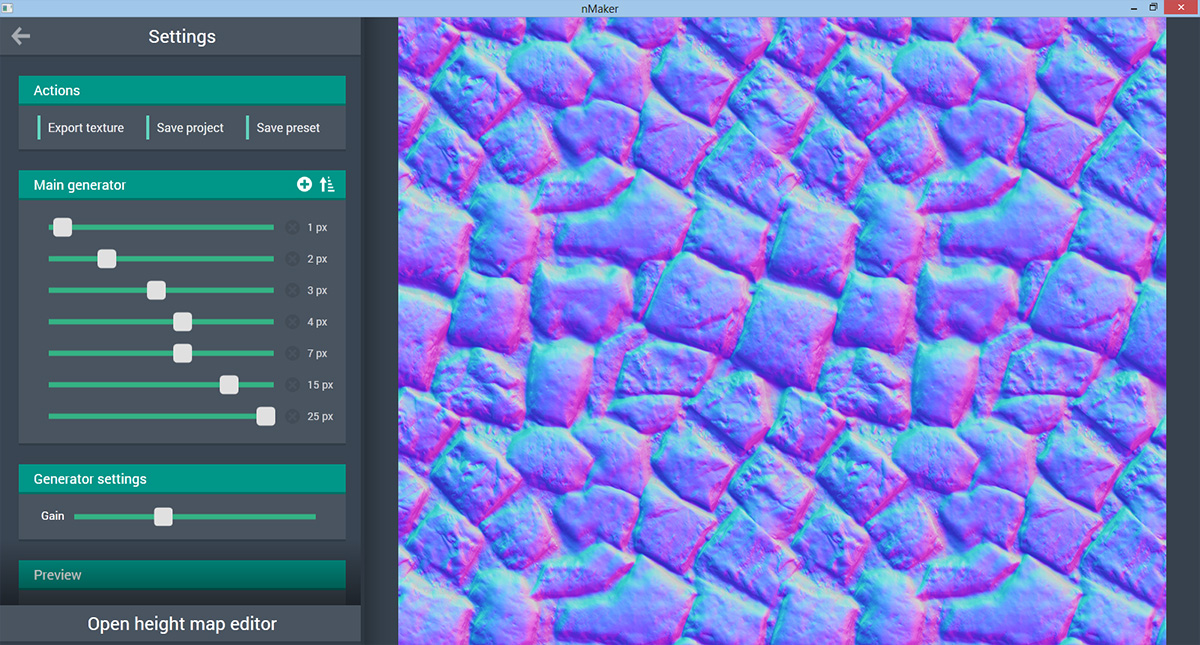 nMaker
Settings
Actions
Export texture Save project Save preset
Main generator
1 px
2 px
3 px
4 px
7 px
15 px
25 px
Generator settings
Gain
Preview
Open height map editor